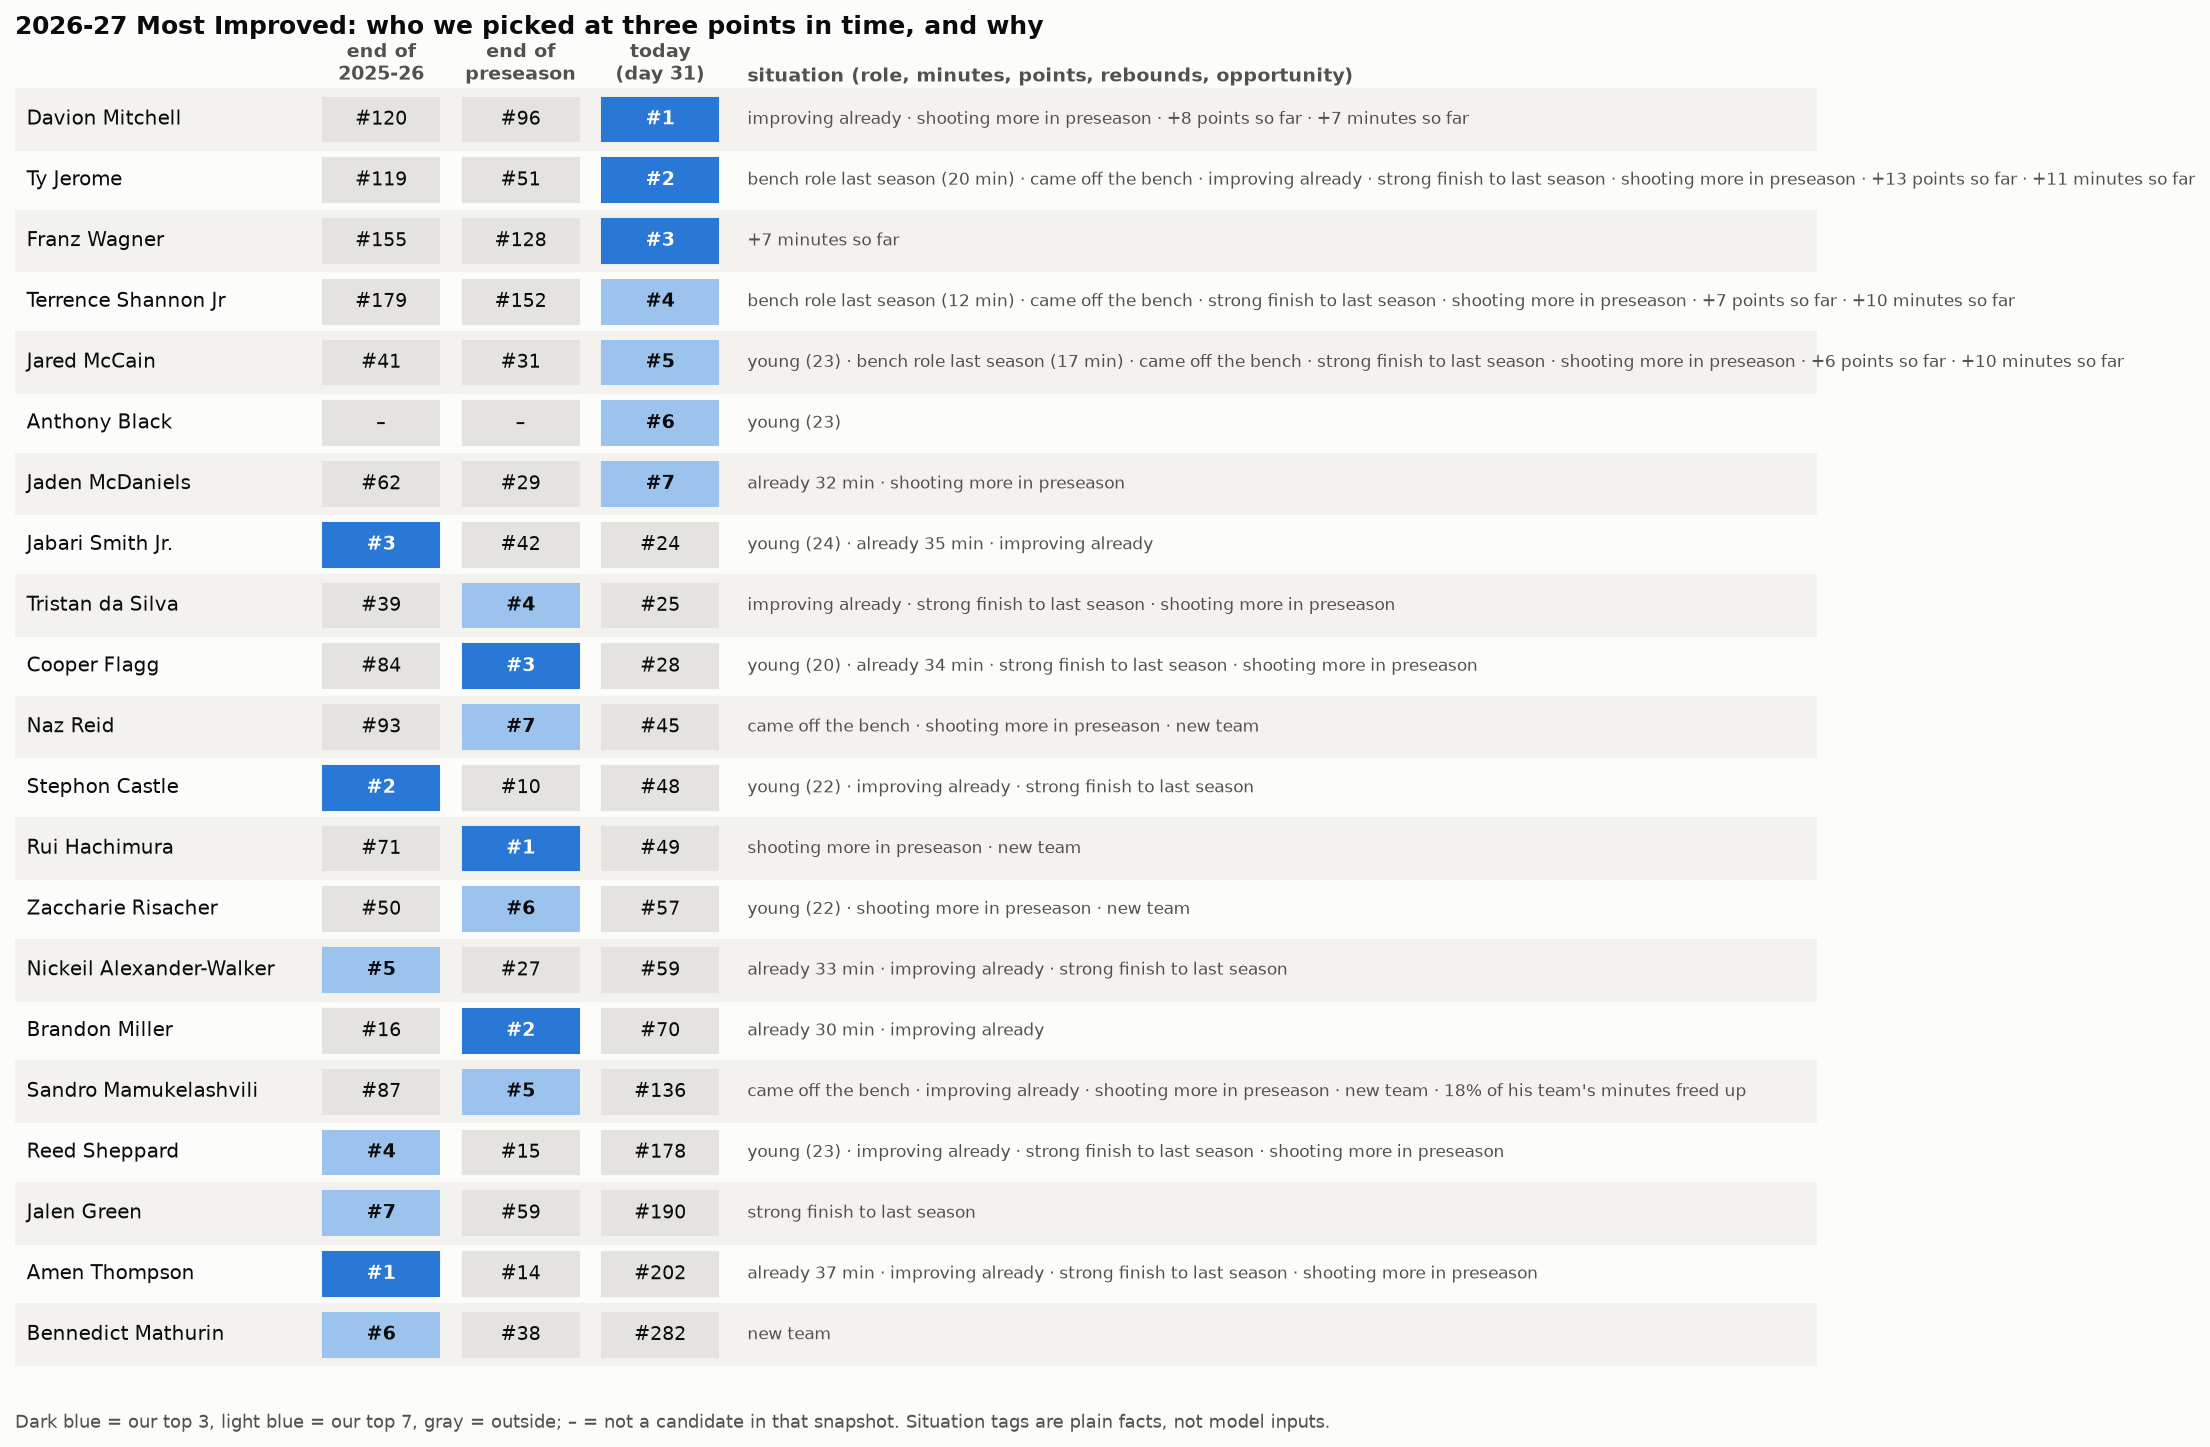 2026-27 Most Improved: who we picked at three points in time, and why
end of 2025-26 | end of preseason | today (day 31) | situation (role, minutes, points, rebounds, opportunity)
Davion Mitchell #120 #96 #1 improving already · shooting more in preseason · +8 points so far · +7 minutes so far
Ty Jerome #119 #51 #2 bench role last season (20 min) · came off the bench · improving already · strong finish to last season · shooting more in preseason · +13 points so far · +11 minutes so far
Franz Wagner #155 #128 #3 +7 minutes so far
Terrence Shannon Jr #179 #152 #4 bench role last season (12 min) · came off the bench · strong finish to last season · shooting more in preseason · +7 points so far · +10 minutes so far
Jared McCain #41 #31 #5 young (23) · bench role last season (17 min) · came off the bench · strong finish to last season · shooting more in preseason · +6 points so far · +10 minutes so far
Anthony Black – – #6 young (23)
Jaden McDaniels #62 #29 #7 already 32 min · shooting more in preseason
Jabari Smith Jr. #3 #42 #24 young (24) · already 35 min · improving already
Tristan da Silva #39 #4 #25 improving already · strong finish to last season · shooting more in preseason
Cooper Flagg #84 #3 #28 young (20) · already 34 min · strong finish to last season · shooting more in preseason
Naz Reid #93 #7 #45 came off the bench · shooting more in preseason · new team
Stephon Castle #2 #10 #48 young (22) · improving already · strong finish to last season
Rui Hachimura #71 #1 #49 shooting more in preseason · new team
Zaccharie Risacher #50 #6 #57 young (22) · shooting more in preseason · new team
Nickeil Alexander-Walker #5 #27 #59 already 33 min · improving already · strong finish to last season
Brandon Miller #16 #2 #70 already 30 min · improving already
Sandro Mamukelashvili #87 #5 #136 came off the bench · improving already · shooting more in preseason · new team · 18% of his team's minutes freed up
Reed Sheppard #4 #15 #178 young (23) · improving already · strong finish to last season · shooting more in preseason
Jalen Green #7 #59 #190 strong finish to last season
Amen Thompson #1 #14 #202 already 37 min · improving already · strong finish to last season · shooting more in preseason
Bennedict Mathurin #6 #38 #282 new team
Dark blue = our top 3, light blue = our top 7, gray = outside; – = not a candidate in that snapshot. Situation tags are plain facts, not model inputs.